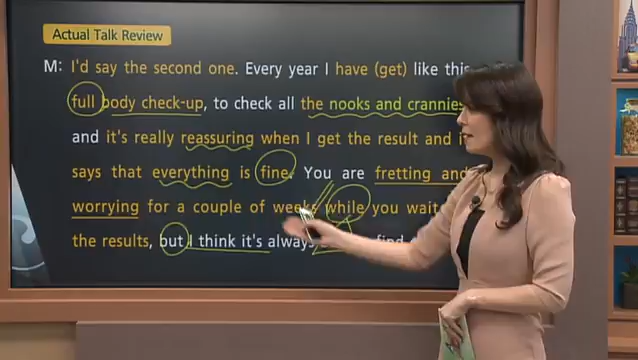 Actual Talk Review
M: I'd say the second one. Every year I have (get) like this
full body check-up, to check all the nooks and crannies
and it's really reassuring when I get the result and
says that everything is fine. You are fretting and
worrying for a couple of weeks while you wait
the results, but I think it's always find